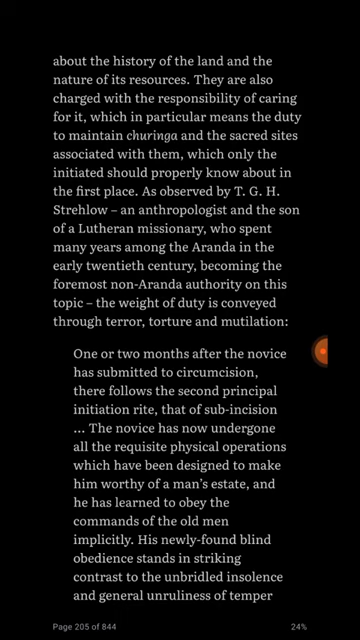 about the history of the land and the
nature of its resources. They are also
charged with the responsibility of caring
for it, which in particular means the duty
to maintain churinga and the sacred sites
associated with them, which only the
initiated should properly know about in
the first place. As observed by T. G. H.
Strehlow – an anthropologist and the son
of a Lutheran missionary, who spent
many years among the Aranda in the
early twentieth century, becoming the
foremost non-Aranda authority on this
topic – the weight of duty is conveyed
through terror, torture and mutilation:
One or two months after the novice
has submitted to circumcision,
there follows the second principal
initiation rite, that of sub-incision
… The novice has now undergone
all the requisite physical operations
which have been designed to make
him worthy of a man’s estate, and
he has learned to obey the
commands of the old men
implicitly. His newly-found blind
obedience stands in striking
contrast to the unbridled insolence
and general unruliness of temper
Page 205 of 844 24%